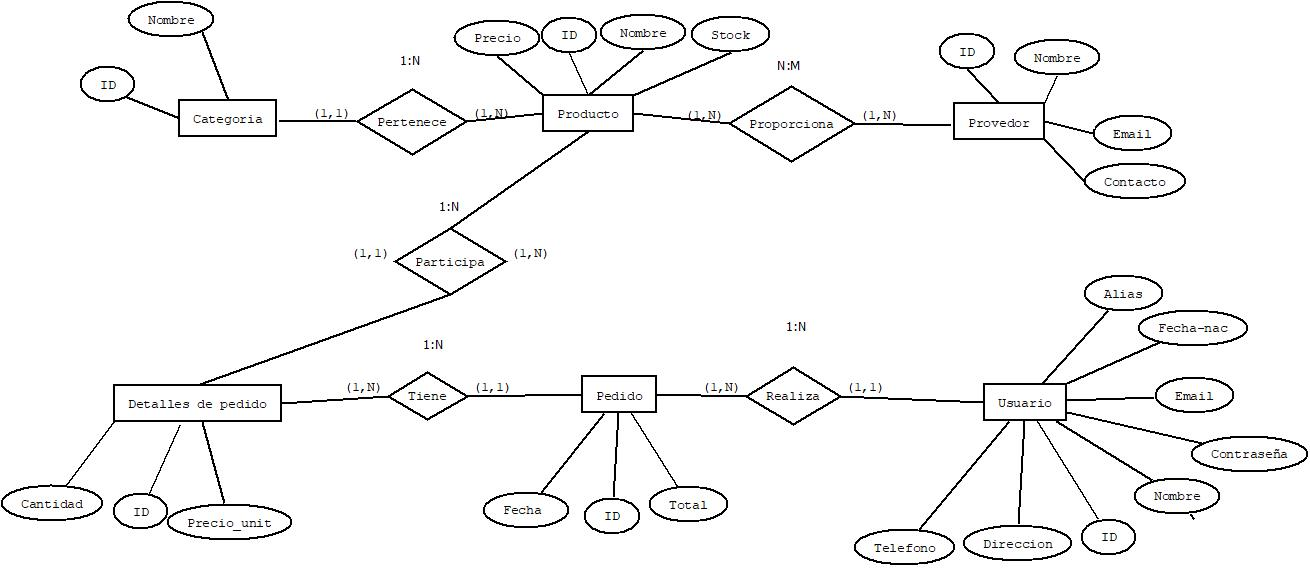 Nombre
ID
Categoria
1:N
(1,1)
Pertenece
(1,N)
Precio
ID
Nombre
Stock
Producto
N:M
(1,N)
Proporciona
(1,N)
ID
Nombre
Provedor
Email
Contacto
1:N
(1,1)
Participa
(1,N)
1:N
Detalles de pedido
(1,N)
Tiene
(1,1)
Cantidad
ID
Precio_unit
Pedido
Fecha
ID
Total
1:N
(1,N)
Realiza
(1,1)
Usuario
Alias
Fecha-nac
Email
Contraseña
Nombre
ID
Direccion
Telefono